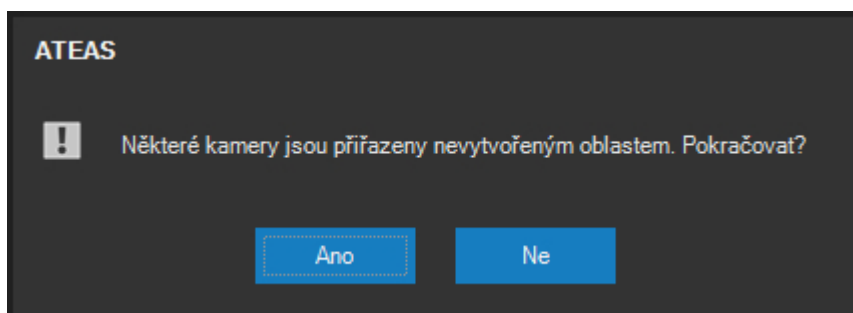 ATEAS
Některé kamery jsou přiřazeny nevytvořeným oblastem. Pokračovat?
Ano
Ne